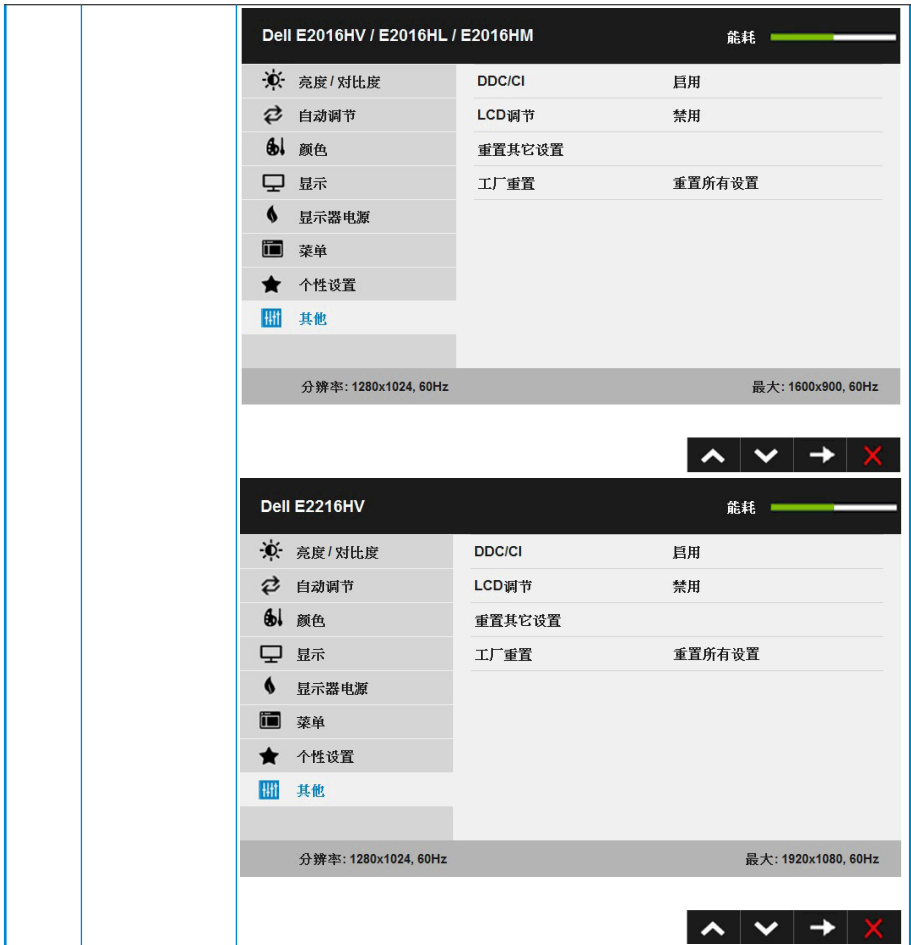 Dell E2016HV / E2016HL / E2016HM 能耗
亮度 / 对比度 DDC/CI 启用
自动调节 LCD调节 禁用
颜色 重置其它设置
显示 工厂重置 重置所有设置
显示器电源
菜单
个性设置
其他
分辨率: 1280x1024, 60Hz 最大: 1600x900, 60Hz
Dell E2216HV 能耗
亮度 / 对比度 DDC/CI 启用
自动调节 LCD调节 禁用
颜色 重置其它设置
显示 工厂重置 重置所有设置
显示器电源
菜单
个性设置
其他
分辨率: 1280x1024, 60Hz 最大: 1920x1080, 60Hz